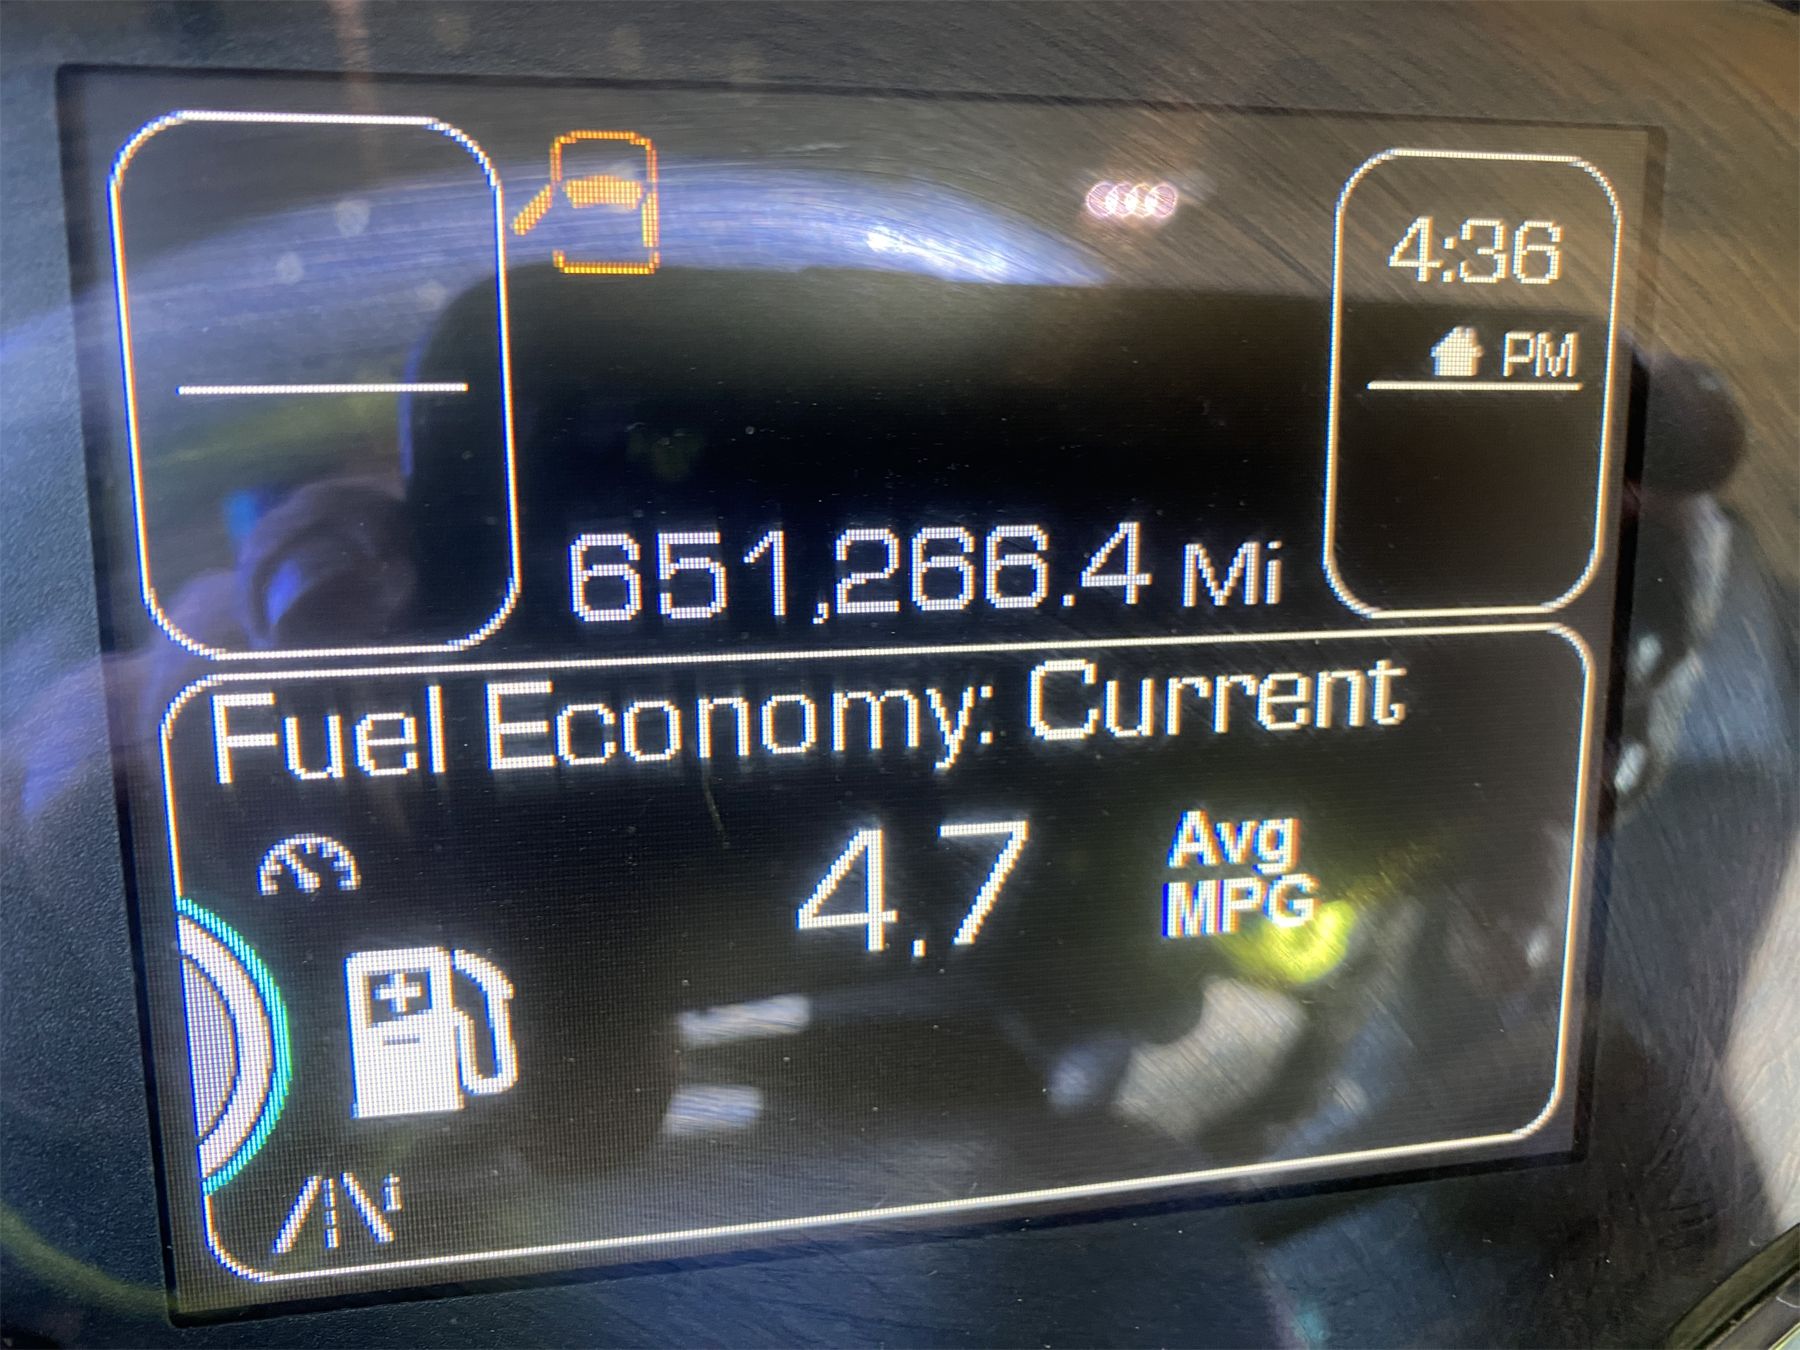 4:36
PM
651,266.4 Mi
Fuel Economy: Current
4.7 Avg
MPG